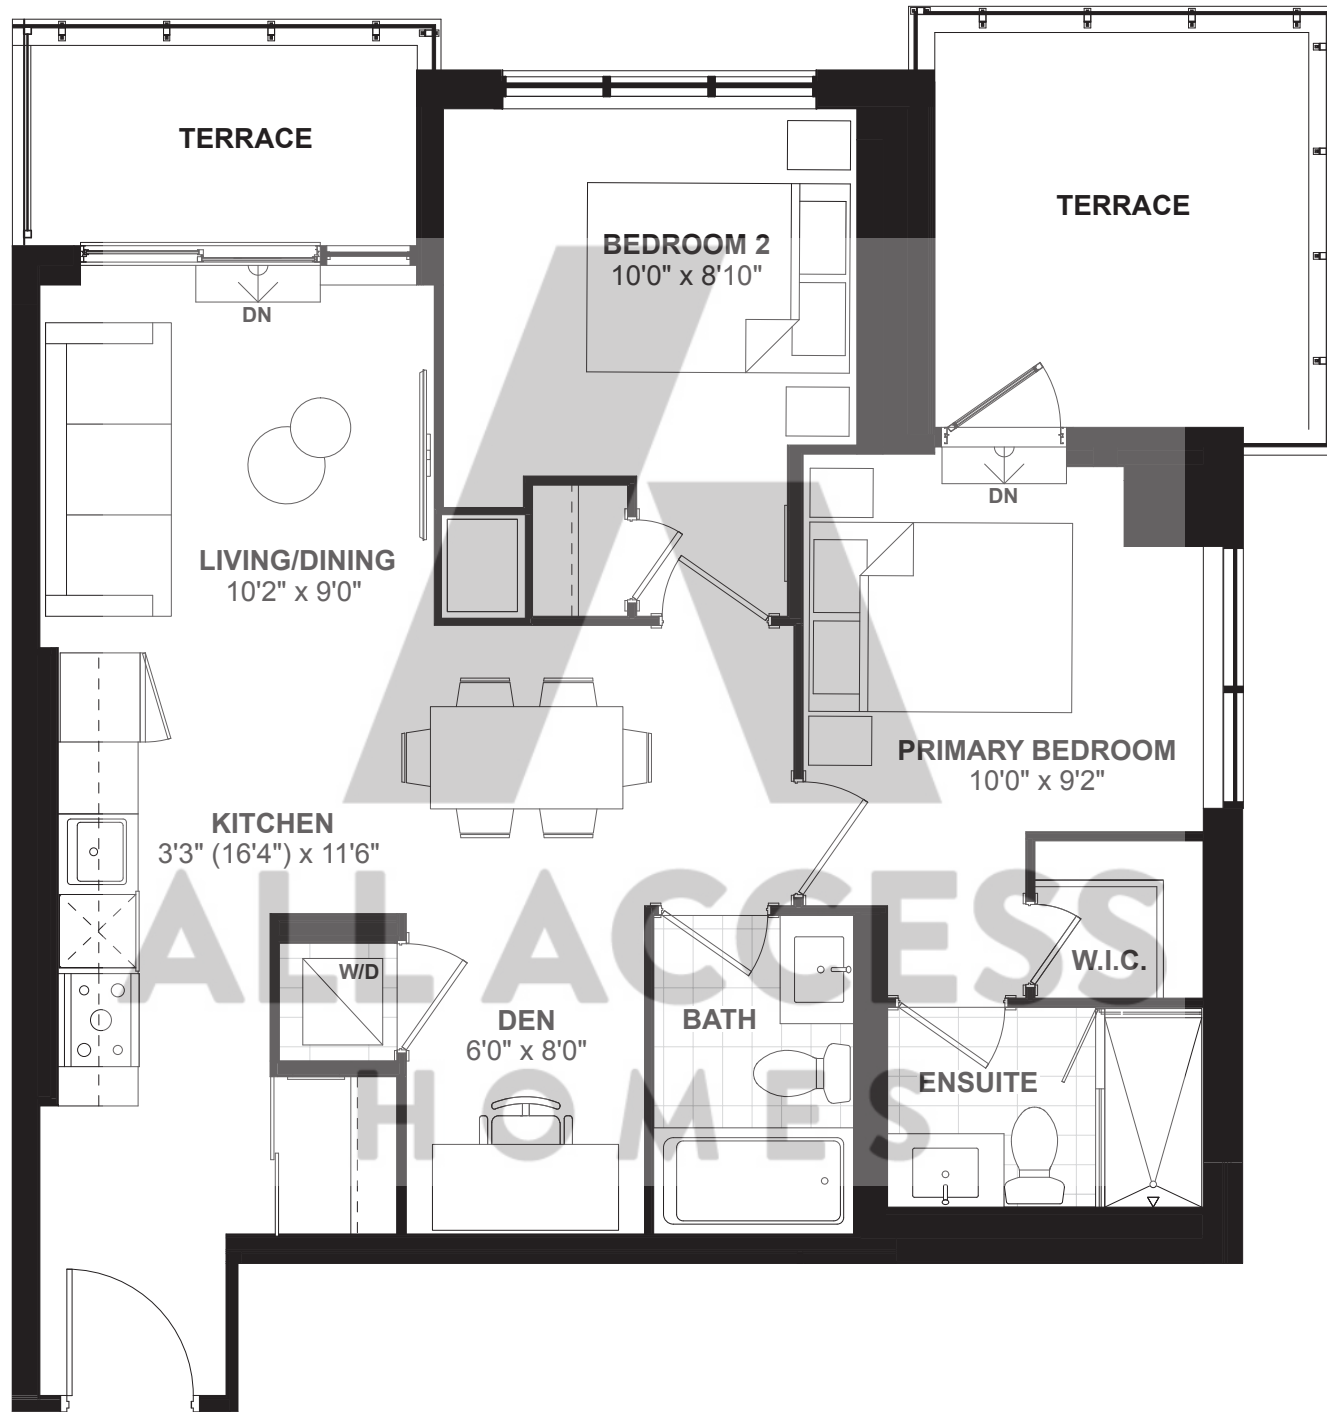 TERRACE
TERRACE
BEDROOM 2
10'0" x 8'10"
DN
DN
LIVING/DINING
10'2" x 9'0"
PRIMARY BEDROOM
10'0" x 9'2"
KITCHEN
3'3" (16'4") x 11'6"
ALL ACCESS
W/D
W.I.C.
DEN
6'0" x 8'0"
BATH
ENSUITE
HOMES